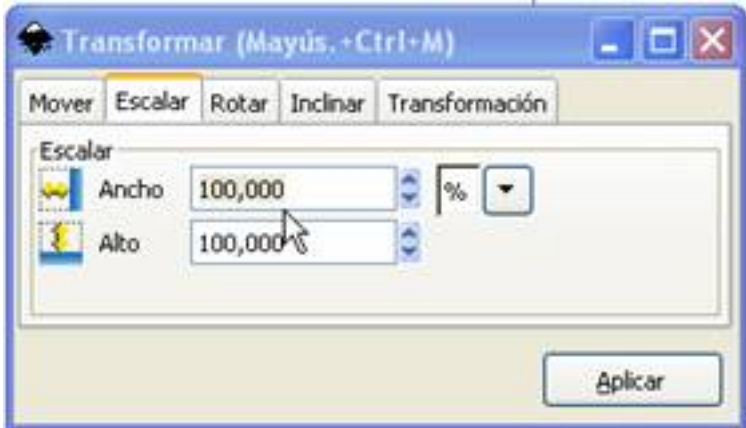 Transformar (Mayús.+Ctrl+M)
Mover Escalar Rotar Inclinar Transformación
Escalar
Ancho 100,000 %
Alto 100,000
Aplicar